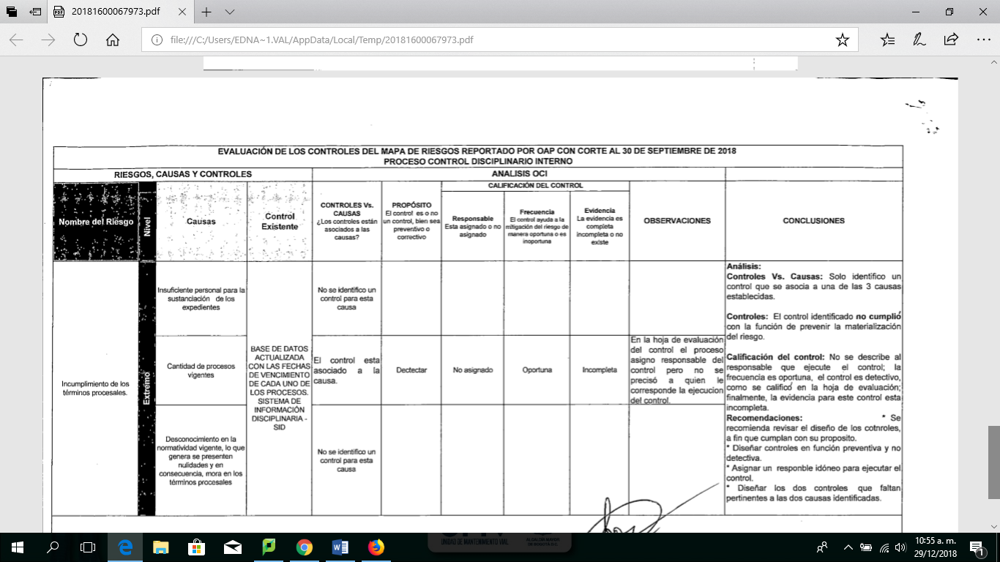 20181600067973.pdf
file:///C:/Users/EDNA~1.VAL/AppData/Local/Temp/20181600067973.pdf
EVALUACIÓN DE LOS CONTROLES DEL MAPA DE RIESGOS REPORTADO POR OAP CON CORTE AL 30 DE SEPTIEMBRE DE 2018
PROCESO CONTROL DISCIPLINARIO INTERNO
RIESGOS, CAUSAS Y CONTROLES
ANALISIS OCI
CALIFICACIÓN DEL CONTROL
Nombre del Riesgo
Nivel
Causas
Control
Existente
CONTROLES Vs.
CAUSAS
¿Los controles están
asociados a las
causas?
PROPÓSITO
El control es o no
un control, bien sea
preventivo o
correctivo
Responsable
Esta asignado o no
asignado
Frecuencia
El control ayuda a la
mitigación del riesgo de
manera oportuna o es
inoportuna
Evidencia
La evidencia es
completa
incompleta o no
existe
OBSERVACIONES
CONCLUSIONES
Incumplimiento de los
términos procesales.
Extremo
Insuficiente personal para la
sustanciación de los
expedientes
Cantidad de procesos
vigentes
Desconocimiento en la
normatividad vigente, lo que
genera se presenten
nulidades y en
consecuencia, mora en los
términos procesales
BASE DE DATOS
ACTUALIZADA
CON LAS FECHAS
DE VENCIMIENTO
DE CADA UNO DE
LOS PROCESOS.
SISTEMA DE
INFORMACIÓN
DISCIPLINARIA -
SID
No se identifico un
control para esta
causa
El control esta
asociado a la
causa.
Dectectar
No asignado
Oportuna
Incompleta
En la hoja de evaluación
del control el proceso
asigno responsable del
control pero no se
precisó a quien le
corresponde la ejecucion
del control.
No se identifico un
control para esta
causa
Análisis:
Controles Vs. Causas: Solo identifico un
control que se asocia a una de las 3 causas
establecidas.
Controles: El control identificado no cumplió
con la función de prevenir la materialización
del riesgo.
Calificación del control: No se describe al
responsable que ejecute el control; la
frecuencia es oportuna, el control es detectivo,
como se calificó en la hoja de evaluación;
finalmente, la evidencia para este control esta
incompleta.
Recomendaciones: * Se
recomienda revisar el diseño de los cotnroles,
a fin que cumplan con su proposito.
* Diseñar controles en función preventiva y no
detectiva.
* Asignar un responble idóneo para ejecutar el
control.
* Diseñar los dos controles que faltan
pertinentes a las dos causas identificadas.
UNIDAD DE MANTENIMIENTO VIAL
ALCALDÍA MAYOR
DE BOGOTÁ D.C.
10:55 a. m.
29/12/2018